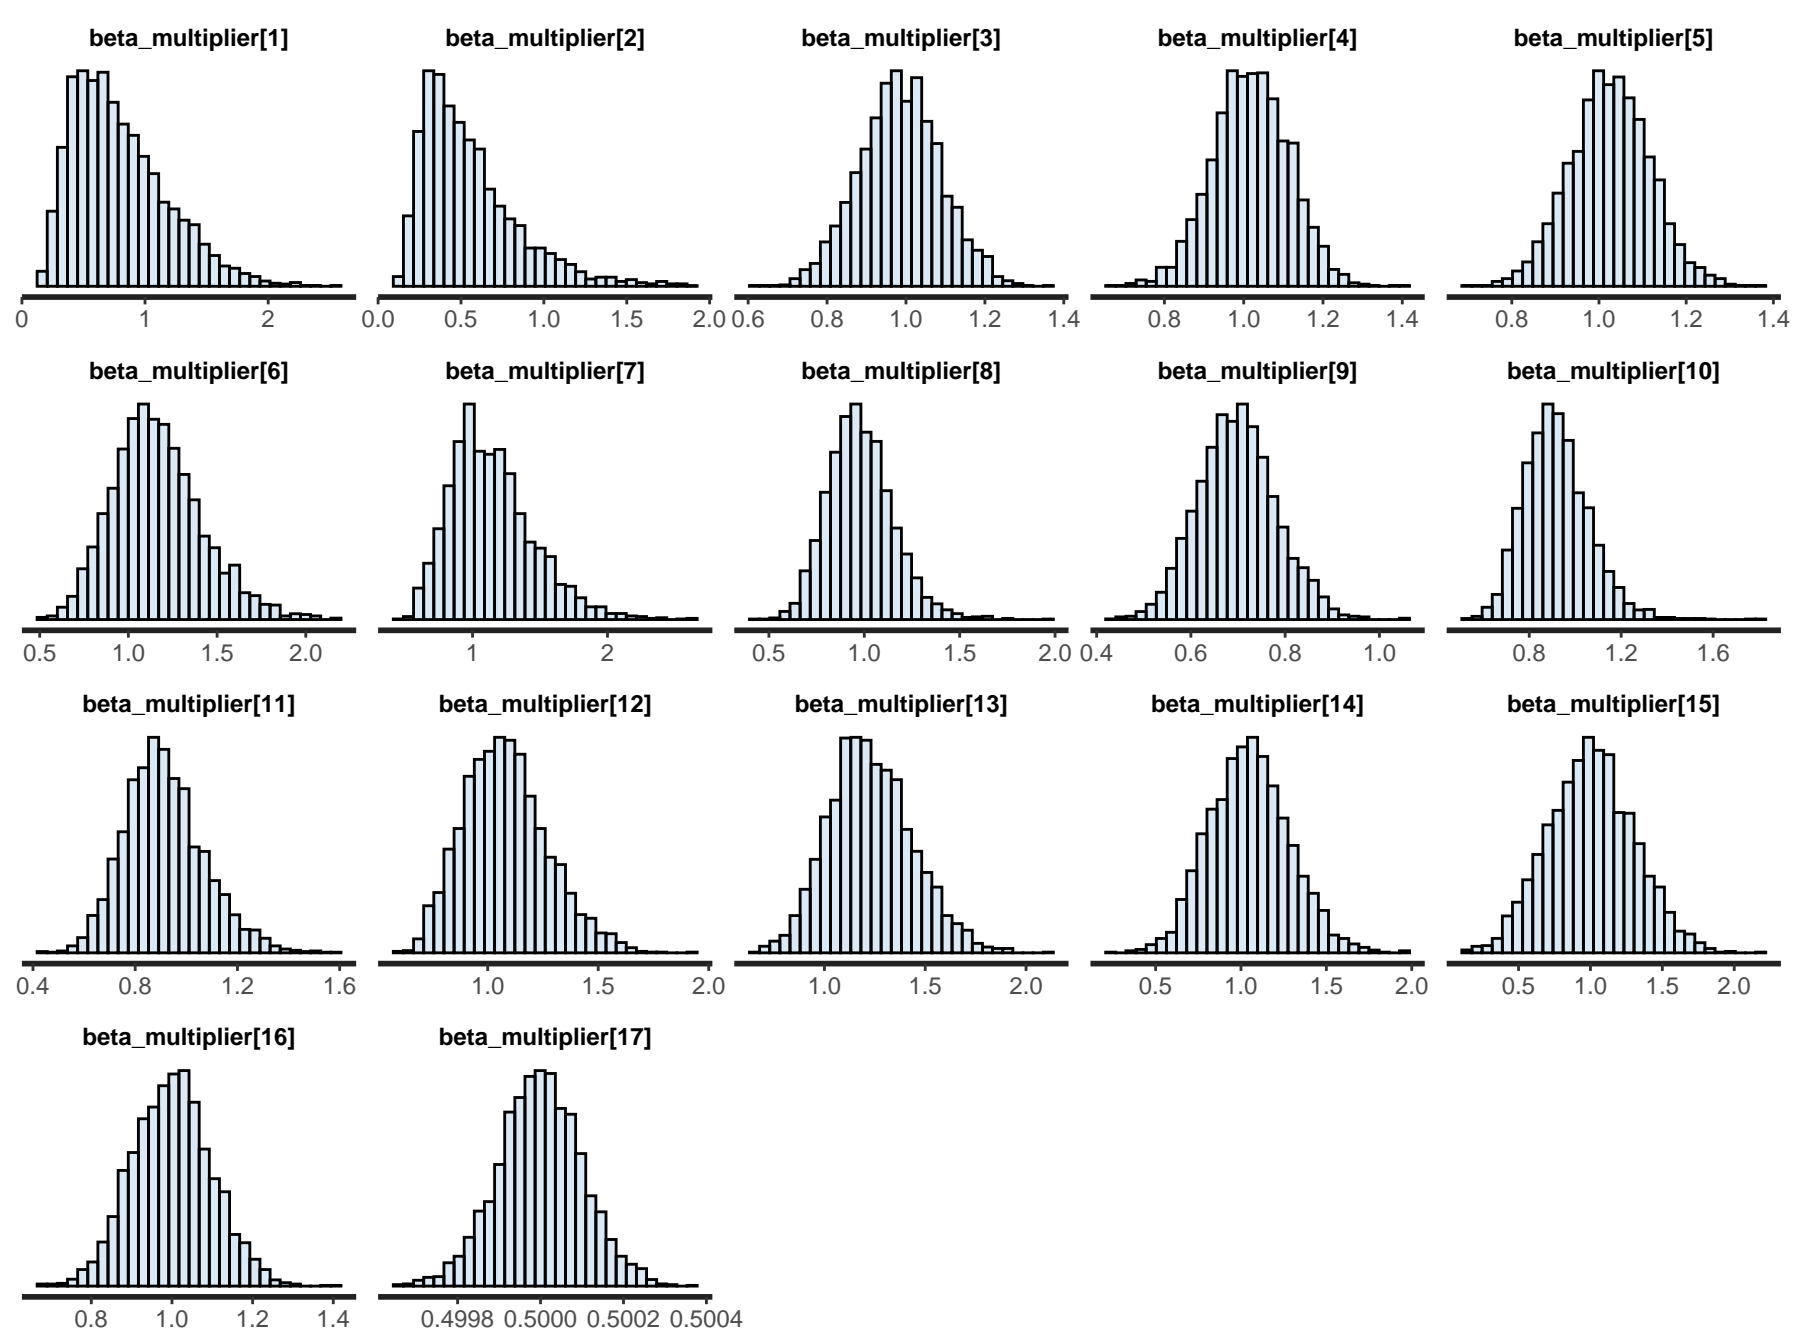 beta_multiplier[1] beta_multiplier[2] beta_multiplier[3] beta_multiplier[4] beta_multiplier[5]
0 1 2 0.0 0.5 1.0 1.5 2.0 0.6 0.8 1.0 1.2 1.4 0.8 1.0 1.2 1.4 0.8 1.0 1.2 1.4
beta_multiplier[6] beta_multiplier[7] beta_multiplier[8] beta_multiplier[9] beta_multiplier[10]
0.5 1.0 1.5 2.0 1 2 0.5 1.0 1.5 2.0 0.4 0.6 0.8 1.0 0.8 1.2 1.6
beta_multiplier[11] beta_multiplier[12] beta_multiplier[13] beta_multiplier[14] beta_multiplier[15]
0.4 0.8 1.2 1.6 1.0 1.5 2.0 1.0 1.5 2.0 0.5 1.0 1.5 2.0 0.5 1.0 1.5 2.0
beta_multiplier[16] beta_multiplier[17]
0.8 1.0 1.2 1.4 0.4998 0.5000 0.5002 0.5004